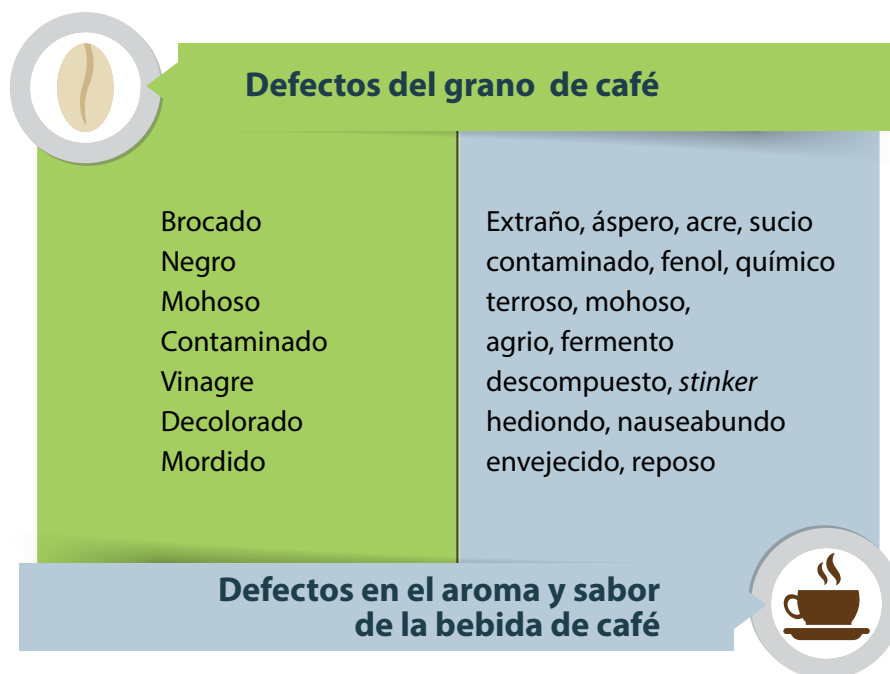 Defectos del grano de café
Brocado
Negro
Mohoso
Contaminado
Vinagre
Decolorado
Mordido
Extraño, áspero, acre, sucio
contaminado, fenol, químico
terroso, mohoso,
agrio, fermento
descompuesto, stinker
hediondo, nauseabundo
envejecido, reposo
Defectos en el aroma y sabor
de la bebida de café